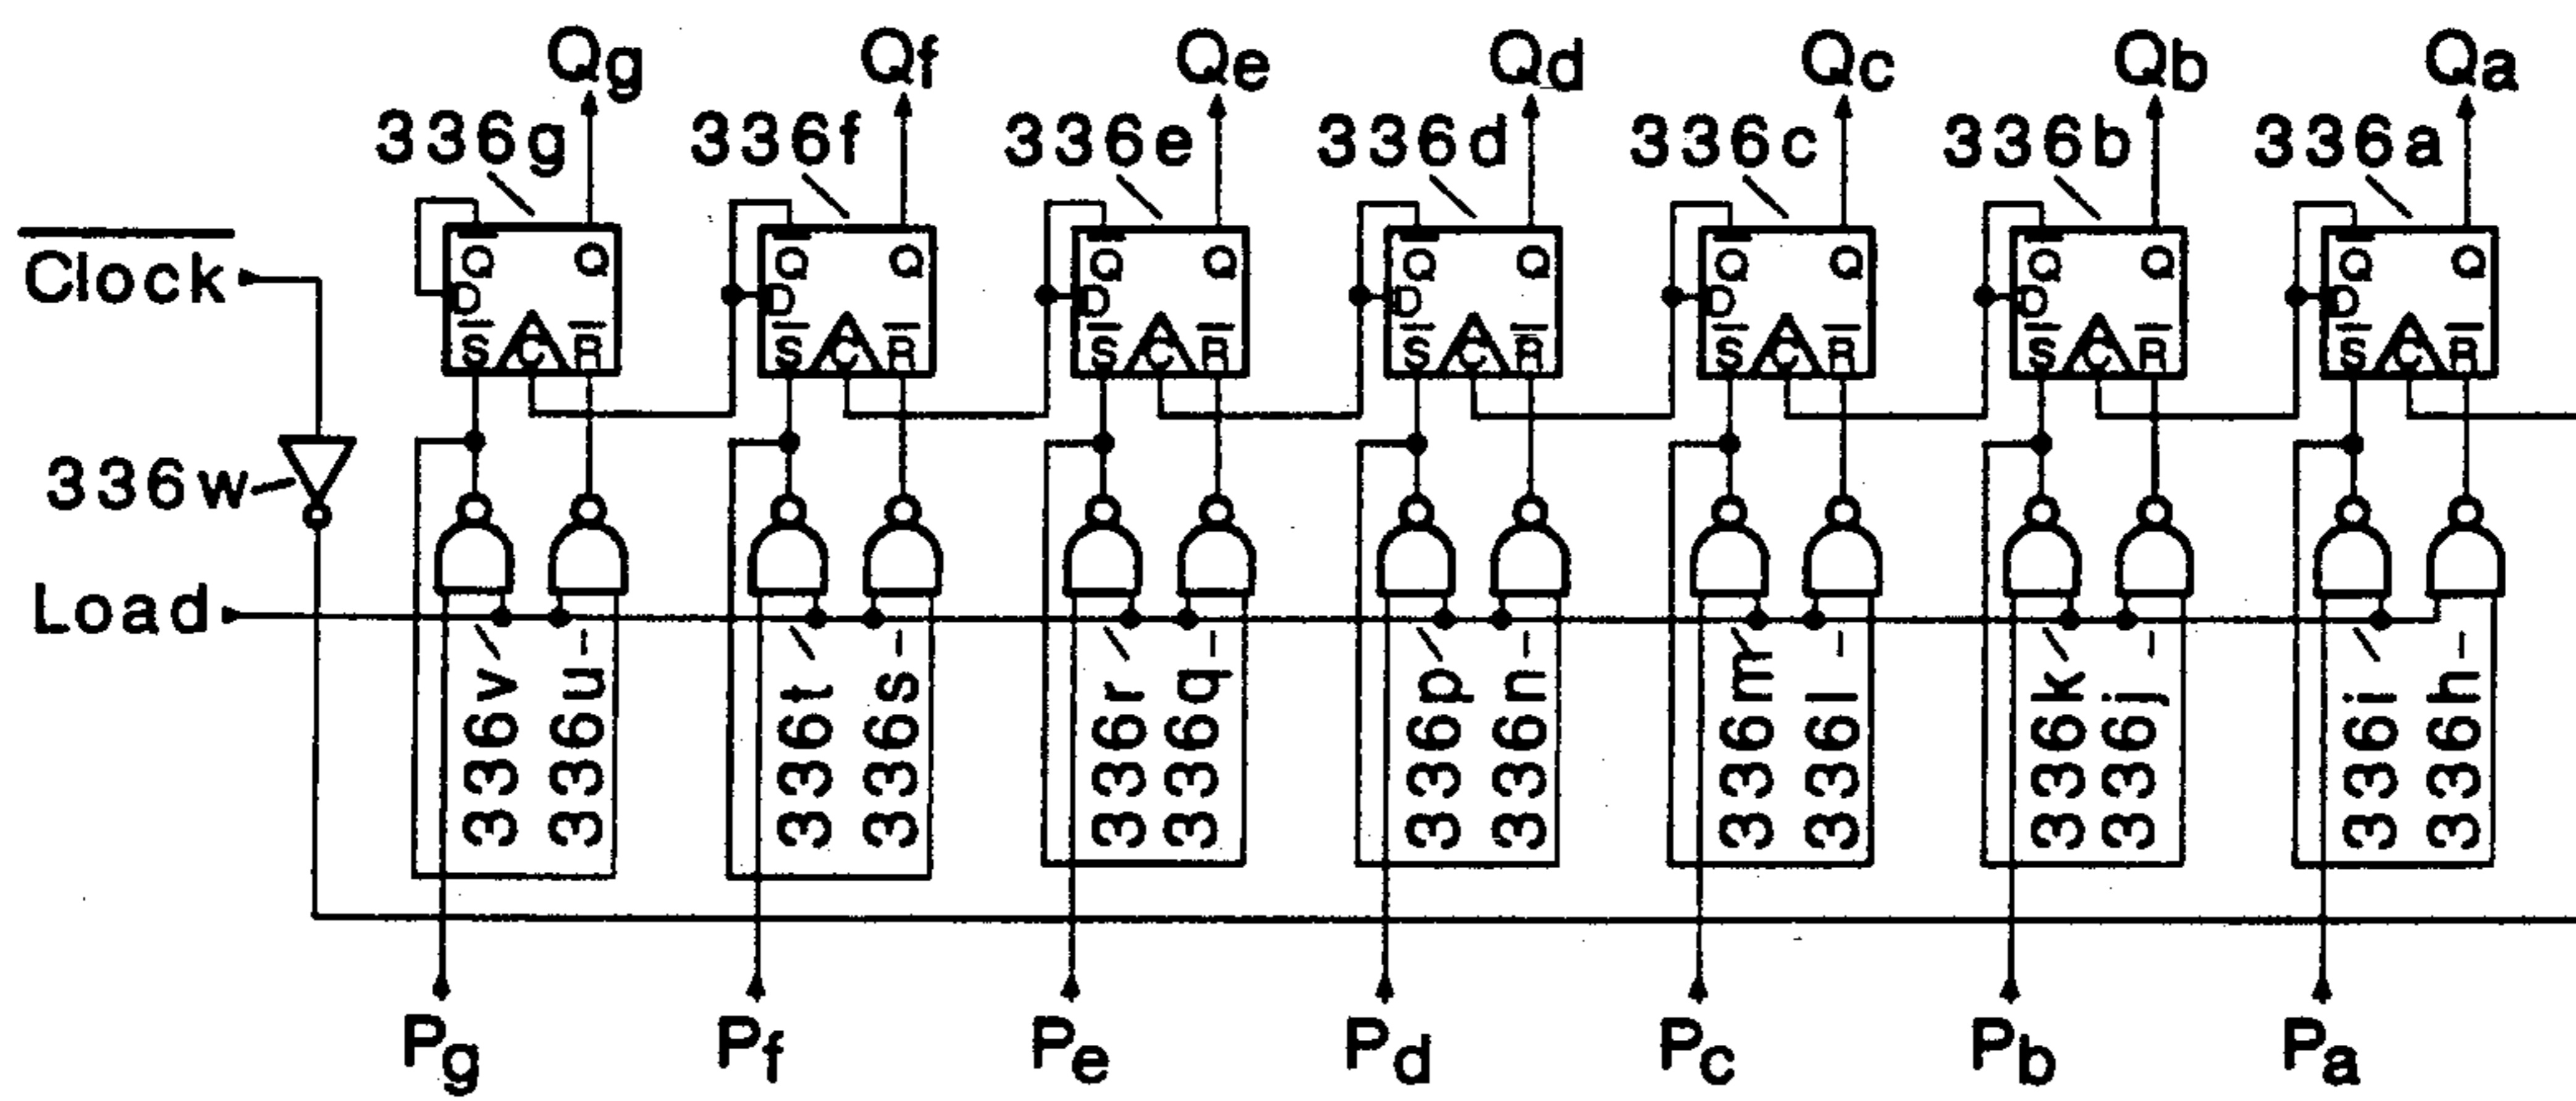 Qg Qf Qe Qd Qc Qb Qa
336g 336f 336e 336d 336c 336b 336a
Clock
Q Q Q Q Q Q Q Q Q Q Q Q Q Q
D D D D D D D
S C R S C R S C R S C R S C R S C R S C R
336w
Load
336v 336u 336t 336s 336r 336q 336p 336n 336m 336l 336k 336j 336i 336h
Pg Pf Pe Pd Pc Pb Pa